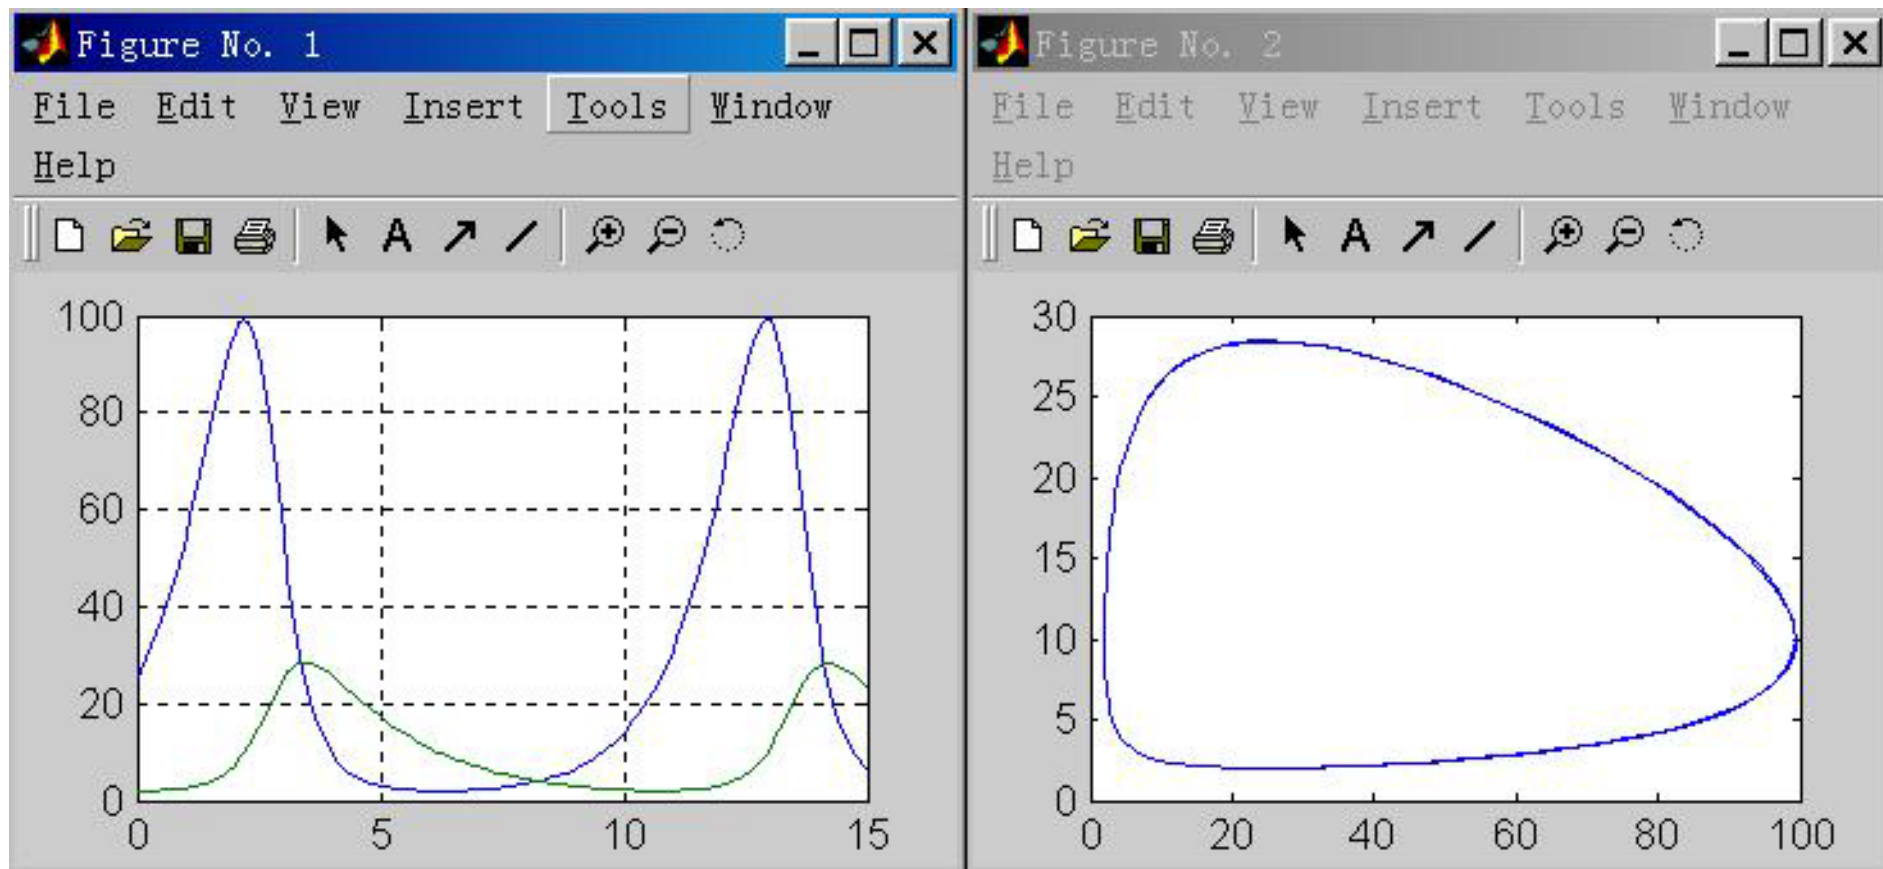 Figure No. 1
File Edit View Insert Tools Window
Help
A
100
80
60
40
20
0
0 5 10 15
Figure No. 2
File Edit View Insert Tools Window
Help
A
30
25
20
15
10
5
0
0 20 40 60 80 100